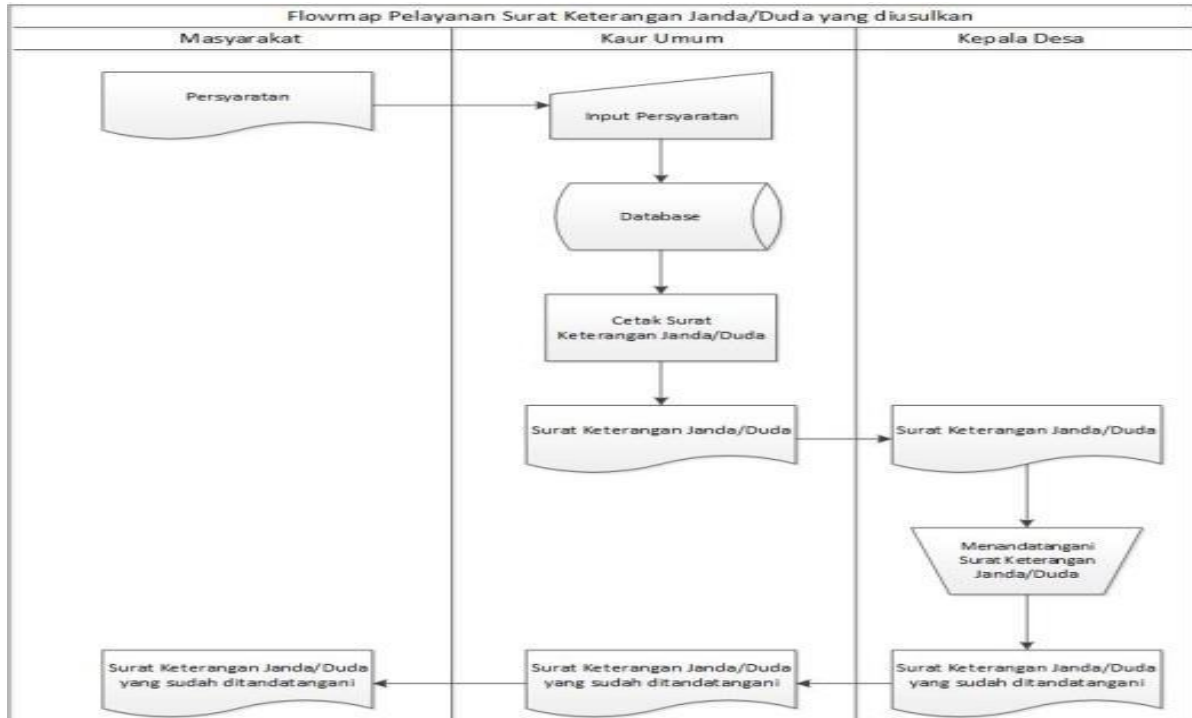 Flowmap Pelayanan Surat Keterangan Janda/Duda yang diusulkan
Masyarakat
Kaur Umum
Kepala Desa
Persyaratan
Input Persyaratan
Database
Cetak Surat
Keterangan Janda/Duda
Surat Keterangan Janda/Duda
Surat Keterangan Janda/Duda
Menandatangani
Surat Keterangan
Janda/Duda
Surat Keterangan Janda/Duda
yang sudah ditandatangani
Surat Keterangan Janda/Duda
yang sudah ditandatangani
Surat Keterangan Janda/Duda
yang sudah ditandatangani